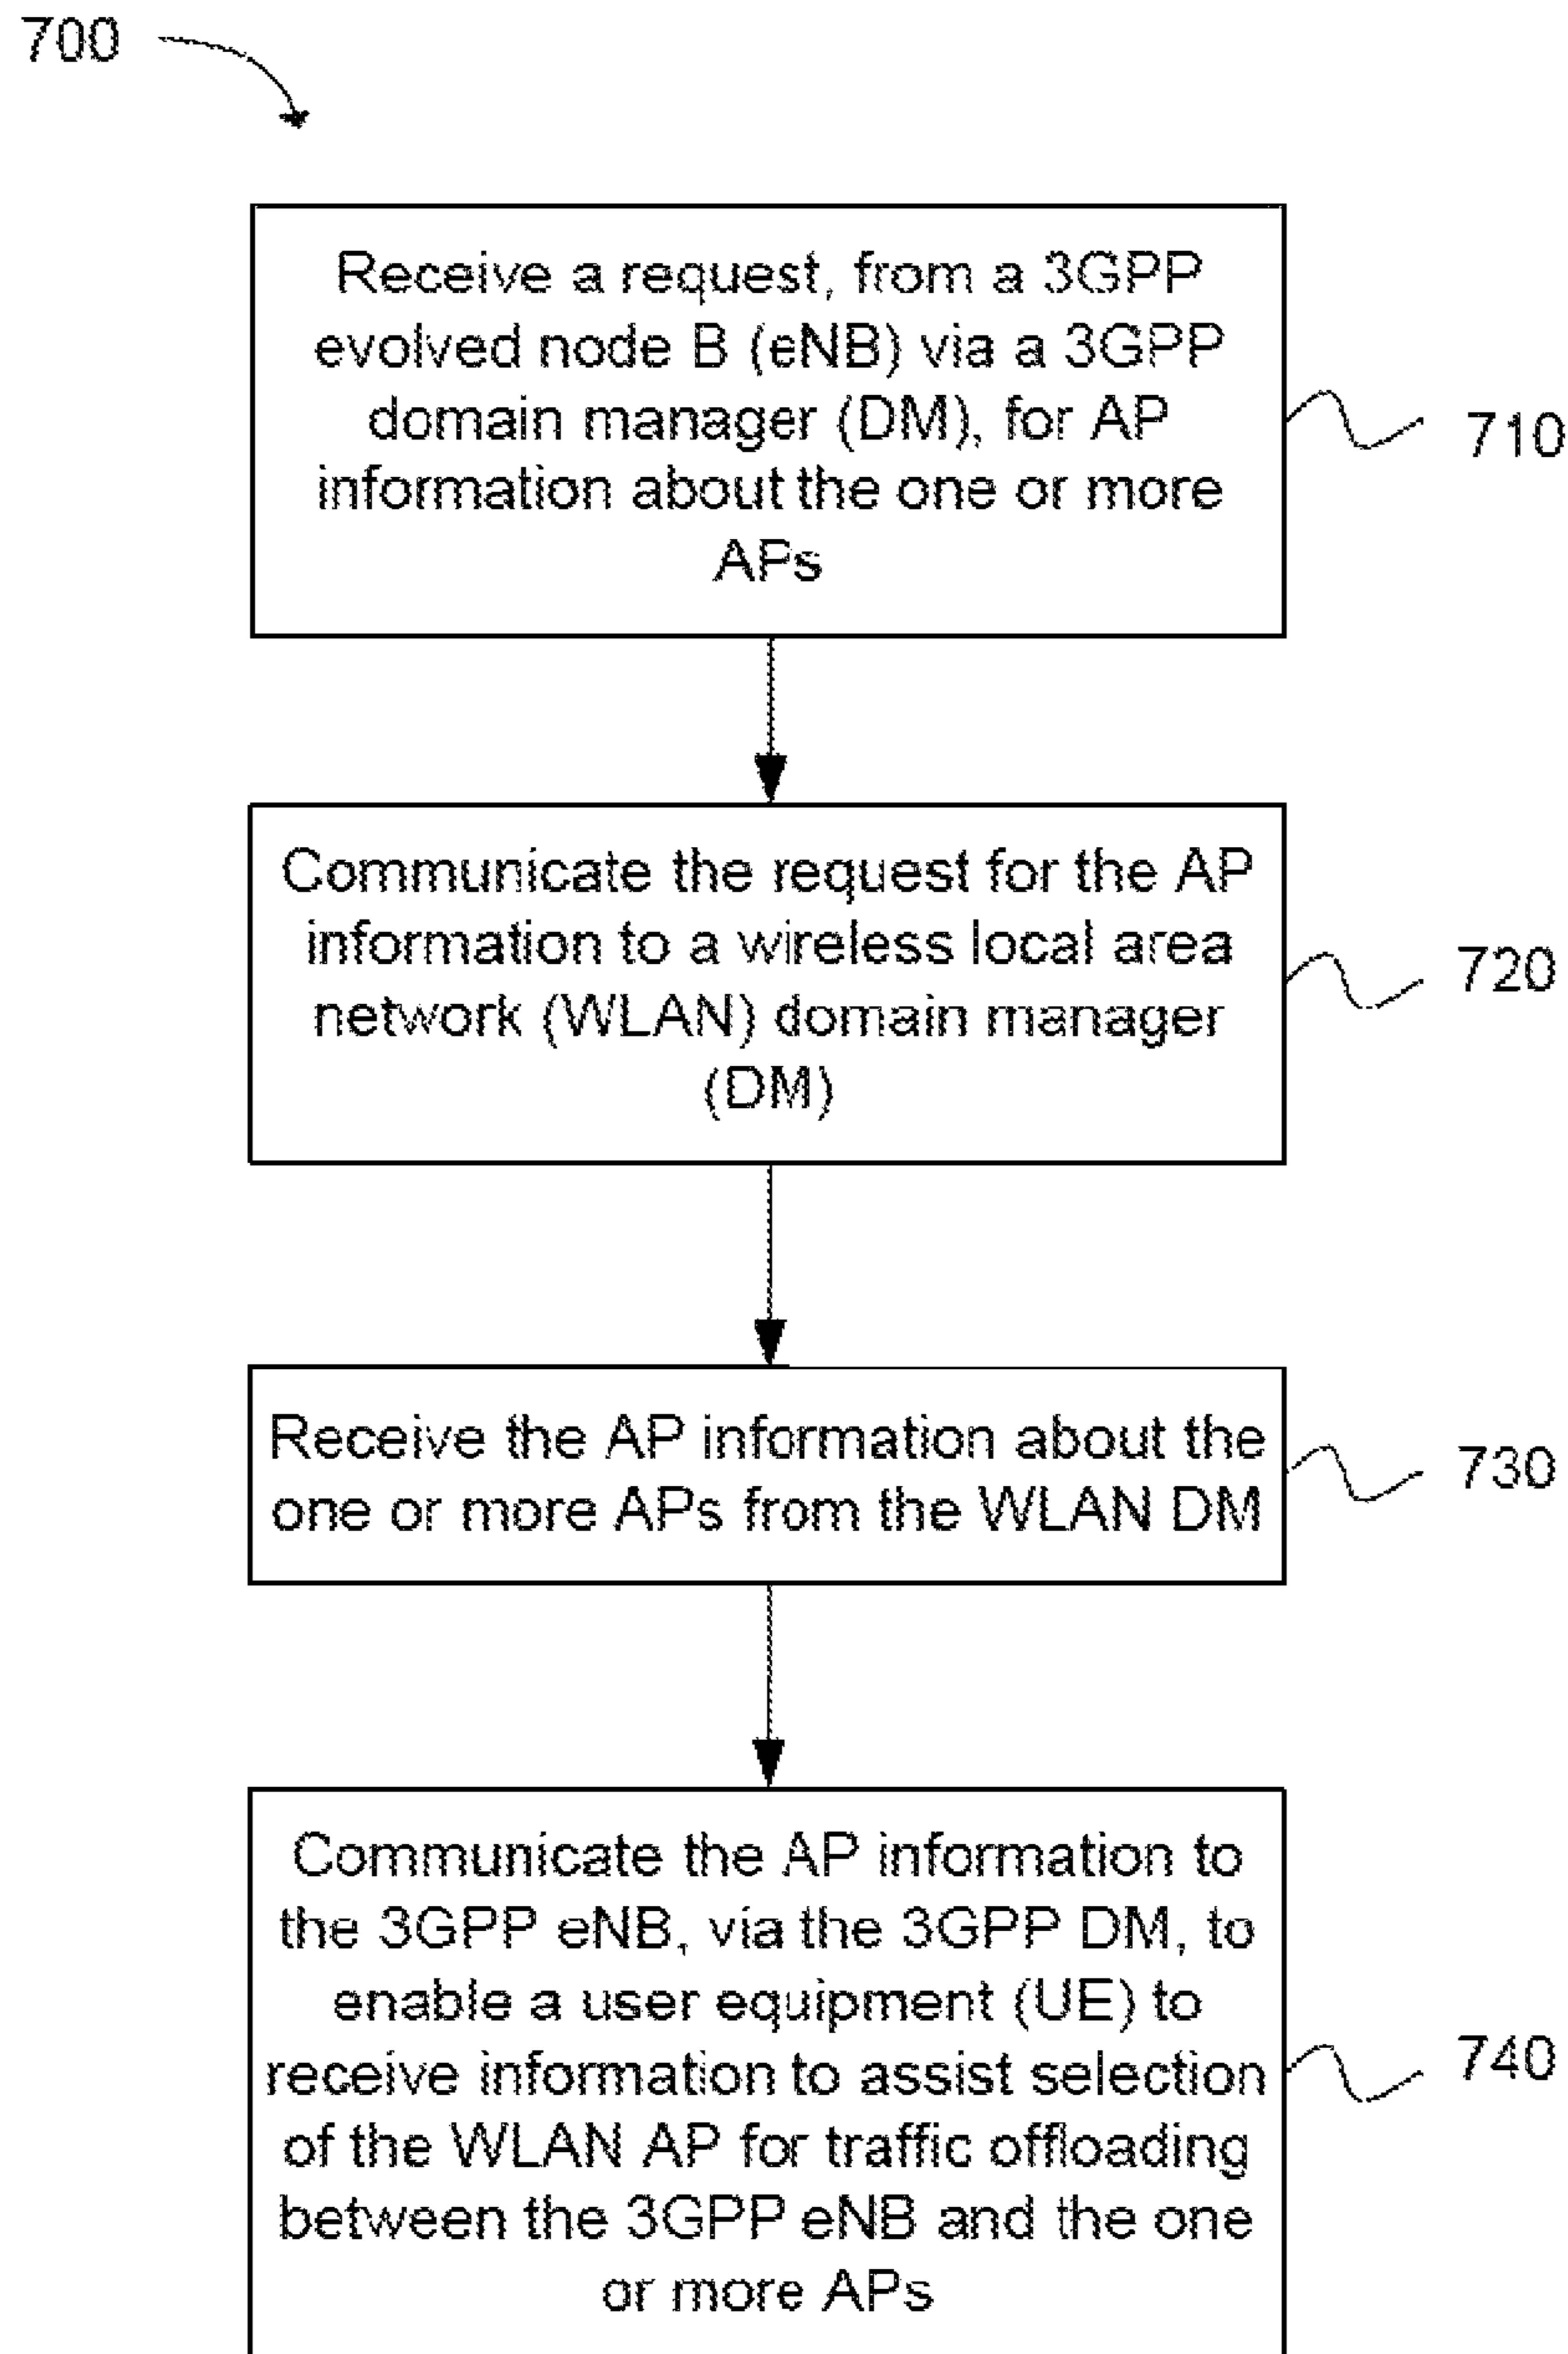 700
Receive a request, from a 3GPP
evolved node B (eNB) via a 3GPP
domain manager (DM), for AP
information about the one or more
APs
710
Communicate the request for the AP
information to a wireless local area
network (WLAN) domain manager
(DM)
720
Receive the AP information about the
one or more APs from the WLAN DM
730
Communicate the AP information to
the 3GPP eNB, via the 3GPP DM, to
enable a user equipment (UE) to
receive information to assist selection
of the WLAN AP for traffic offloading
between the 3GPP eNB and the one
or more APs
740